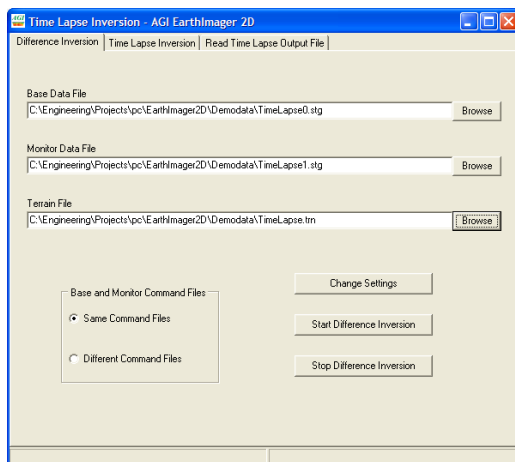 AGI
Time Lapse Inversion - AGI EarthImager 2D
Difference Inversion
Time Lapse Inversion
Read Time Lapse Output File
Base Data File
C:\Engineering\Projects\pc\EarthImager2D\Demodata\TimeLapse0.stg
Browse
Monitor Data File
C:\Engineering\Projects\pc\EarthImager2D\Demodata\TimeLapse1.stg
Browse
Terrain File
C:\Engineering\Projects\pc\EarthImager2D\Demodata\TimeLapse.trn
Browse
Base and Monitor Command Files
Same Command Files
Different Command Files
Change Settings
Start Difference Inversion
Stop Difference Inversion